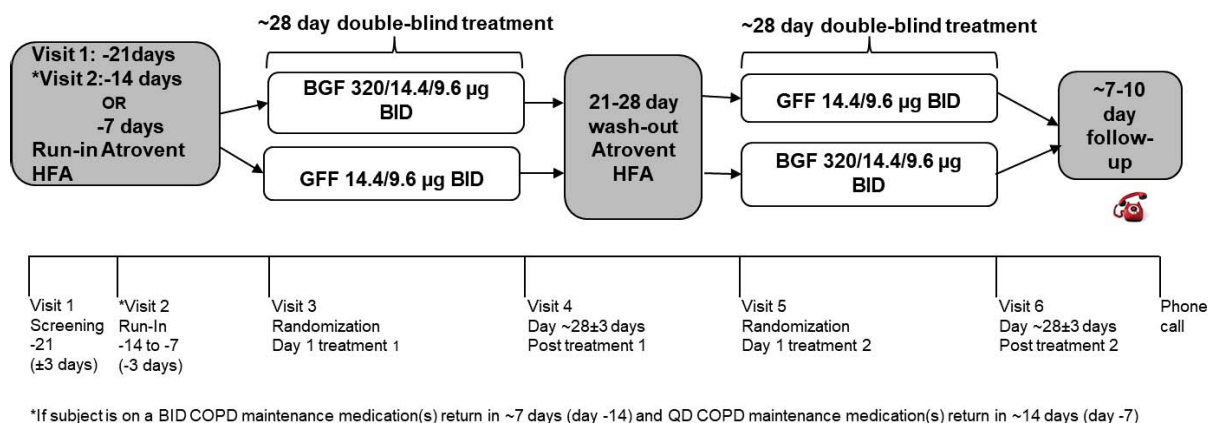 ~28 day double-blind treatment
~28 day double-blind treatment
Visit 1: -21days
*Visit 2:-14 days
OR
-7 days
Run-in Atrovent
HFA
BGF 320/14.4/9.6 µg
BID
GFF 14.4/9.6 µg BID
21-28 day
wash-out
Atrovent
HFA
GFF 14.4/9.6 µg BID
BGF 320/14.4/9.6 µg
BID
~7-10
day
follow-
up
Visit 1
Screening
-21
(±3 days)
*Visit 2
Run-In
-14 to -7
(-3 days)
Visit 3
Randomization
Day 1 treatment 1
Visit 4
Day ~28±3 days
Post treatment 1
Visit 5
Randomization
Day 1 treatment 2
Visit 6
Day ~28±3 days
Post treatment 2
Phone
call
*If subject is on a BID COPD maintenance medication(s) return in ~7 days (day -14) and QD COPD maintenance medication(s) return in ~14 days (day -7)